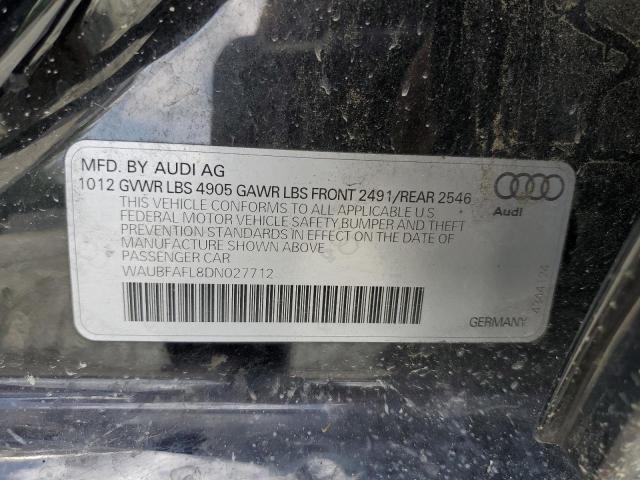 MFD. BY AUDI AG
1012 GVWR LBS 4905 GAWR LBS FRONT 2491/REAR 2546
THIS VEHICLE CONFORMS TO ALL APPLICABLE U S
FEDERAL MOTOR VEHICLE SAFETY, BUMPER AND THEFT
PREVENTION STANDARDS IN EFFECT ON THE DATE OF
MANUFACTURE SHOWN ABOVE
PASSENGER CAR
WAUBFAFL8DN027712
Audi
GERMANY